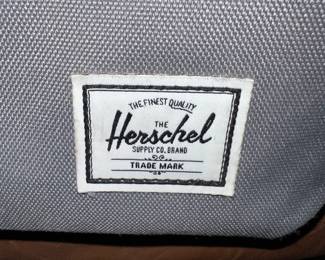 THE FINEST QUALITY
THE
Herschel
SUPPLY CO. BRAND
TRADE MARK